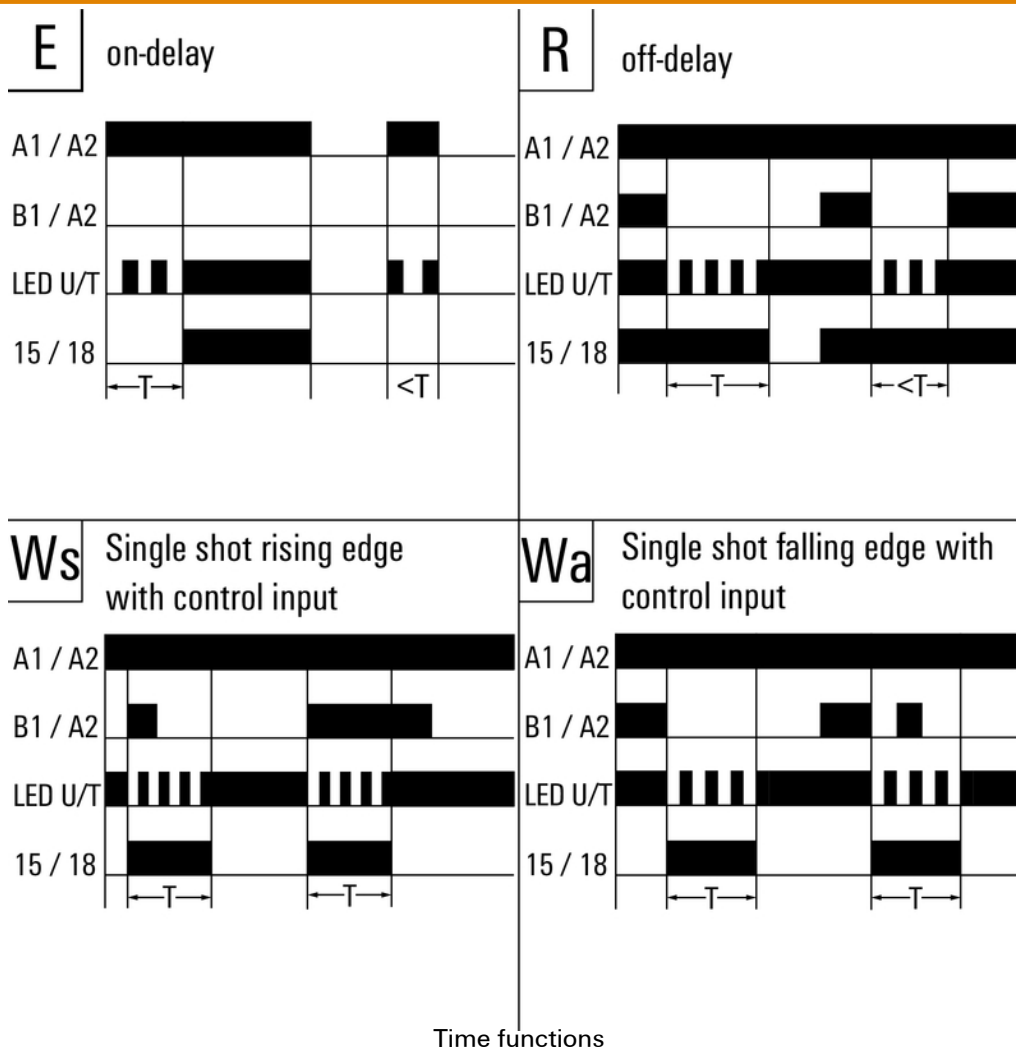 E
on-delay
A1 / A2
B1 / A2
LED U/T
15 / 18
T
<T
R
off-delay
A1 / A2
B1 / A2
LED U/T
15 / 18
T
<T
Ws
Single shot rising edge
with control input
A1 / A2
B1 / A2
LED U/T
15 / 18
T
T
Wa
Single shot falling edge with
control input
A1 / A2
B1 / A2
LED U/T
15 / 18
T
T
Time functions